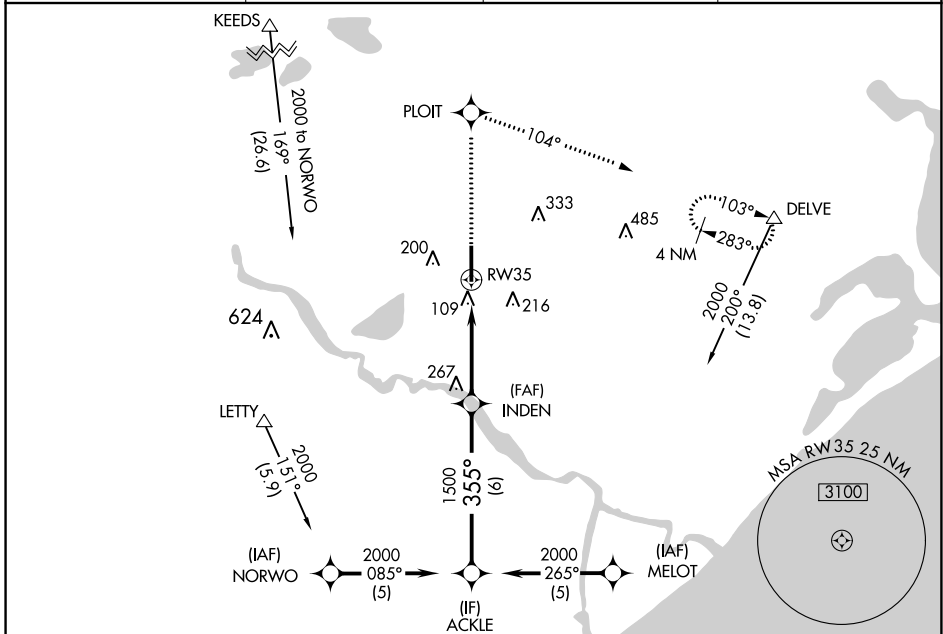 KEEDS
2000 to NORWO
169°
(26.6)
PLOIT
104°
333
485
103°
DELVE
283°
4 NM
2000
200°
(13.8)
200
RW35
109
216
624
267
(FAF)
INDEN
LETTY
2000
151°
(5.9)
1500
355°
(6)
MSA RW35 25 NM
3100
(IAF)
NORWO
2000
085°
(5)
2000
265°
(5)
(IAF)
MELOT
(IF)
ACKLE